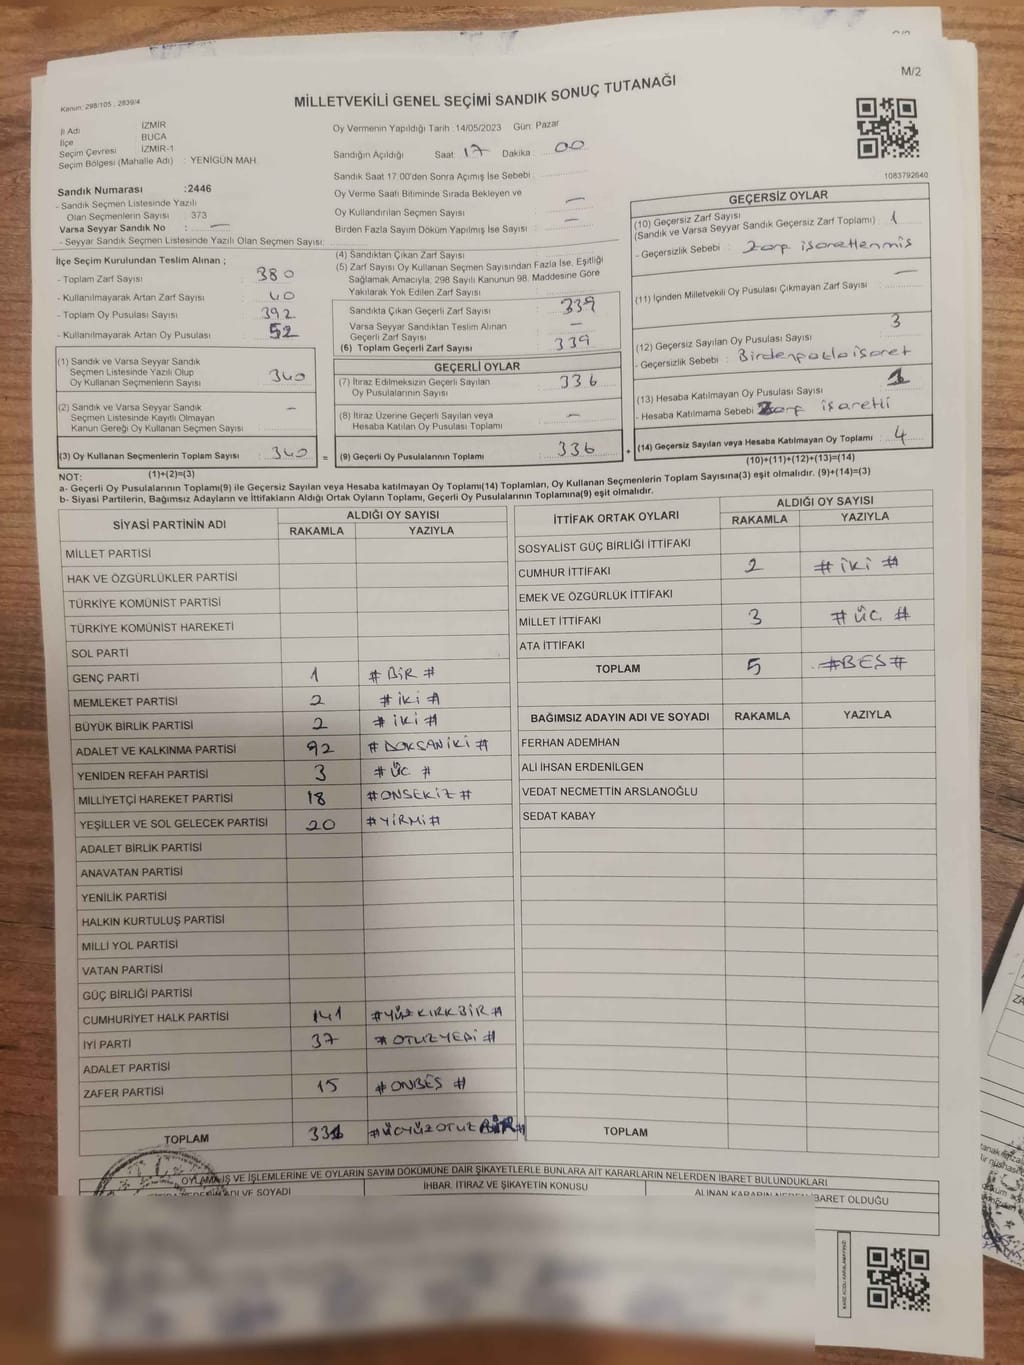 M/2
Kanun: 298/105 , 2839/4
MİLLETVEKİLİ GENEL SEÇİMİ SANDIK SONUÇ TUTANAĞI
İl Adı İZMİR
İlçe BUCA
Seçim Çevresi İZMİR-1
Seçim Bölgesi (Mahalle Adı) : YENİGÜN MAH.
Oy Vermenin Yapıldığı Tarih :14/05/2023 Gün: Pazar
Sandığın Açıldığı Saat 17 Dakika : 00
Sandık Saat 17:00'den Sonra Açımış İse Sebebi :
Oy Verme Saati Bitiminde Sırada Bekleyen ve
Oy Kullandırılan Seçmen Sayısı —
Birden Fazla Sayım Döküm Yapılmış İse Sayısı : —
1083792640
Sandık Numarası :2446
- Sandık Seçmen Listesinde Yazılı
Olan Seçmenlerin Sayısı : 373
Varsa Seyyar Sandık No : —
- Seyyar Sandık Seçmen Listesinde Yazılı Olan Seçmen Sayısı:
İlçe Seçim Kurulundan Teslim Alınan ;
- Toplam Zarf Sayısı : 380
- Kullanılmayarak Artan Zarf Sayısı : 40
- Toplam Oy Pusulası Sayısı : 392
- Kullanılmayarak Artan Oy Pusulası : 52
(1) Sandık ve Varsa Seyyar Sandık
Seçmen Listesinde Yazılı Olup
Oy Kullanan Seçmenlerin Sayısı : 340
(2) Sandık ve Varsa Seyyar Sandık
Seçmen Listesinde Kayıtlı Olmayan
Kanun Gereği Oy Kullanan Seçmen Sayısı : —
(3) Oy Kullanan Seçmenlerin Toplam Sayısı : 340
(4) Sandıktan Çıkan Zarf Sayısı :
(5) Zarf Sayısı Oy Kullanan Seçmen Sayısından Fazla İse, Eşitliği
Sağlamak Amacıyla, 298 Sayılı Kanunun 98. Maddesine Göre
Yakılarak Yok Edilen Zarf Sayısı :
Sandıkta Çıkan Geçerli Zarf Sayısı : 339
Varsa Seyyar Sandıktan Teslim Alınan
Geçerli Zarf Sayısı : —
(6) Toplam Geçerli Zarf Sayısı : 339
GEÇERLİ OYLAR
(7) İtiraz Edilmeksizin Geçerli Sayılan
Oy Pusulalarının Sayısı : 336
(8) İtiraz Üzerine Geçerli Sayılan veya
Hesaba Katılan Oy Pusulası Toplamı : —
= (9) Geçerli Oy Pusulalarının Toplamı : 336 +
GEÇERSİZ OYLAR
(10) Geçersiz Zarf Sayısı
(Sandık ve Varsa Seyyar Sandık Geçersiz Zarf Toplamı) : 1
- Geçersizlik Sebebi : Zarf işaretlenmiş
(11) İçinden Milletvekili Oy Pusulası Çıkmayan Zarf Sayısı : —
(12) Geçersiz Sayılan Oy Pusulası Sayısı : 3
- Geçersizlik Sebebi : Birdenfazla işaret
(13) Hesaba Katılmayan Oy Pusulası Sayısı : 1
- Hesaba Katılmama Sebebi : Zarf işaretli
(14) Geçersiz Sayılan veya Hesaba Katılmayan Oy Toplamı : 4
NOT: (1)+(2)=(3) (10)+(11)+(12)+(13)=(14)
a- Geçerli Oy Pusulaları Toplamı(9) ile Geçersiz Sayılan veya Hesaba katılmayan Oy Toplamı(14) Toplamları, Oy Kullanan Seçmenlerin Toplam Sayısına(3) eşit olmalıdır. (9)+(14)=(3)
b- Siyasi Partilerin, Bağımsız Adayların ve İttifakların Aldığı Ortak Oyların Toplamı, Geçerli Oy Pusulalarının Toplamına(9) eşit olmalıdır.
SİYASİ PARTİNİN ADI ALDIĞI OY SAYISI
RAKAMLA YAZIYLA
MİLLET PARTİSİ
HAK VE ÖZGÜRLÜKLER PARTİSİ
TÜRKİYE KOMÜNİST PARTİSİ
TÜRKİYE KOMÜNİST HAREKETİ
SOL PARTİ
GENÇ PARTİ 1 # BİR #
MEMLEKET PARTİSİ 2 # İKİ #
BÜYÜK BİRLİK PARTİSİ 2 # İKİ #
ADALET VE KALKINMA PARTİSİ 92 # DOKSANİKİ #
YENİDEN REFAH PARTİSİ 3 # ÜÇ #
MİLLİYETÇİ HAREKET PARTİSİ 18 # ONSEKİZ #
YEŞİLLER VE SOL GELECEK PARTİSİ 20 # YİRMİ #
ADALET BİRLİK PARTİSİ
ANAVATAN PARTİSİ
YENİLİK PARTİSİ
HALKIN KURTULUŞ PARTİSİ
MİLLİ YOL PARTİSİ
VATAN PARTİSİ
GÜÇ BİRLİĞİ PARTİSİ
CUMHURİYET HALK PARTİSİ 141 # YÜZKIRKBİR #
İYİ PARTİ 37 # OTUZYEDİ #
ADALET PARTİSİ
ZAFER PARTİSİ 15 # ONBEŞ #
TOPLAM 331 # ÜÇYÜZOTUZBİR #
İTTİFAK ORTAK OYLARI ALDIĞI OY SAYISI
RAKAMLA YAZIYLA
SOSYALİST GÜÇ BİRLİĞİ İTTİFAKI
CUMHUR İTTİFAKI 2 # İKİ #
EMEK VE ÖZGÜRLÜK İTTİFAKI
MİLLET İTTİFAKI 3 # ÜÇ #
ATA İTTİFAKI
TOPLAM 5 # BEŞ #
BAĞIMSIZ ADAYIN ADI VE SOYADI RAKAMLA YAZIYLA
FERHAN ADEMHAN
ALİ İHSAN ERDENİLGEN
VEDAT NECMETTİN ARSLANOĞLU
SEDAT KABAY
TOPLAM
OYLAMA İŞ VE İŞLEMLERİNE VE OYLARIN SAYIM DÖKÜMÜNE DAİR ŞİKAYETLERLE BUNLARA AİT KARARLARIN NELERDEN İBARET BULUNDUKLARI
ADI VE SOYADI İHBAR, İTİRAZ VE ŞİKAYETİN KONUSU ALINAN KARARIN NEDEN İBARET OLDUĞU
KARE KODU KARALAMAYINIZ!